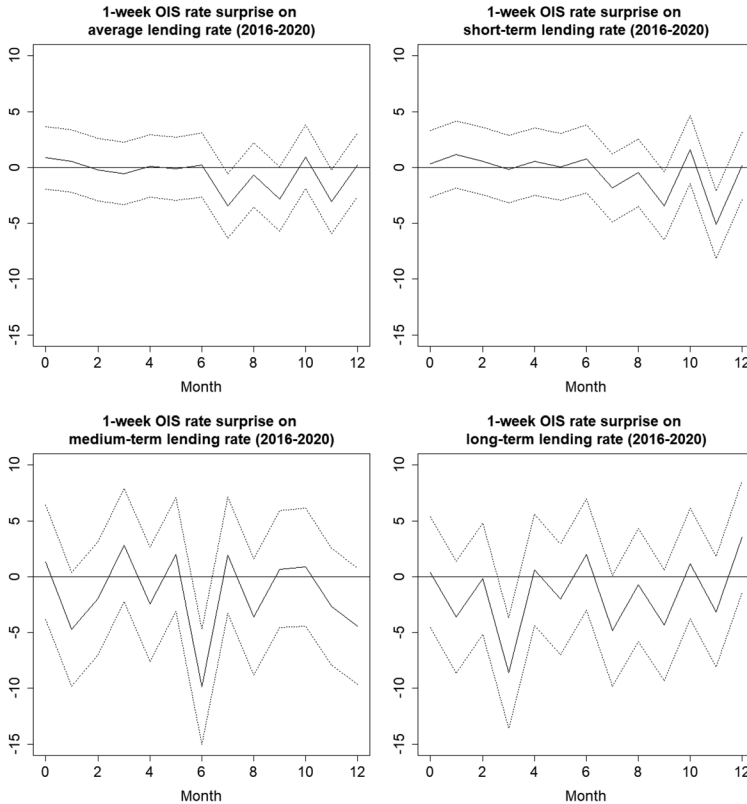 1-week OIS rate surprise on
average lending rate (2016-2020)
10
5
0
-5
-10
-15
0 2 4 6 8 10 12
Month
1-week OIS rate surprise on
short-term lending rate (2016-2020)
10
5
0
-5
-10
-15
0 2 4 6 8 10 12
Month
1-week OIS rate surprise on
medium-term lending rate (2016-2020)
10
5
0
-5
-10
-15
0 2 4 6 8 10 12
Month
1-week OIS rate surprise on
long-term lending rate (2016-2020)
10
5
0
-5
-10
-15
0 2 4 6 8 10 12
Month